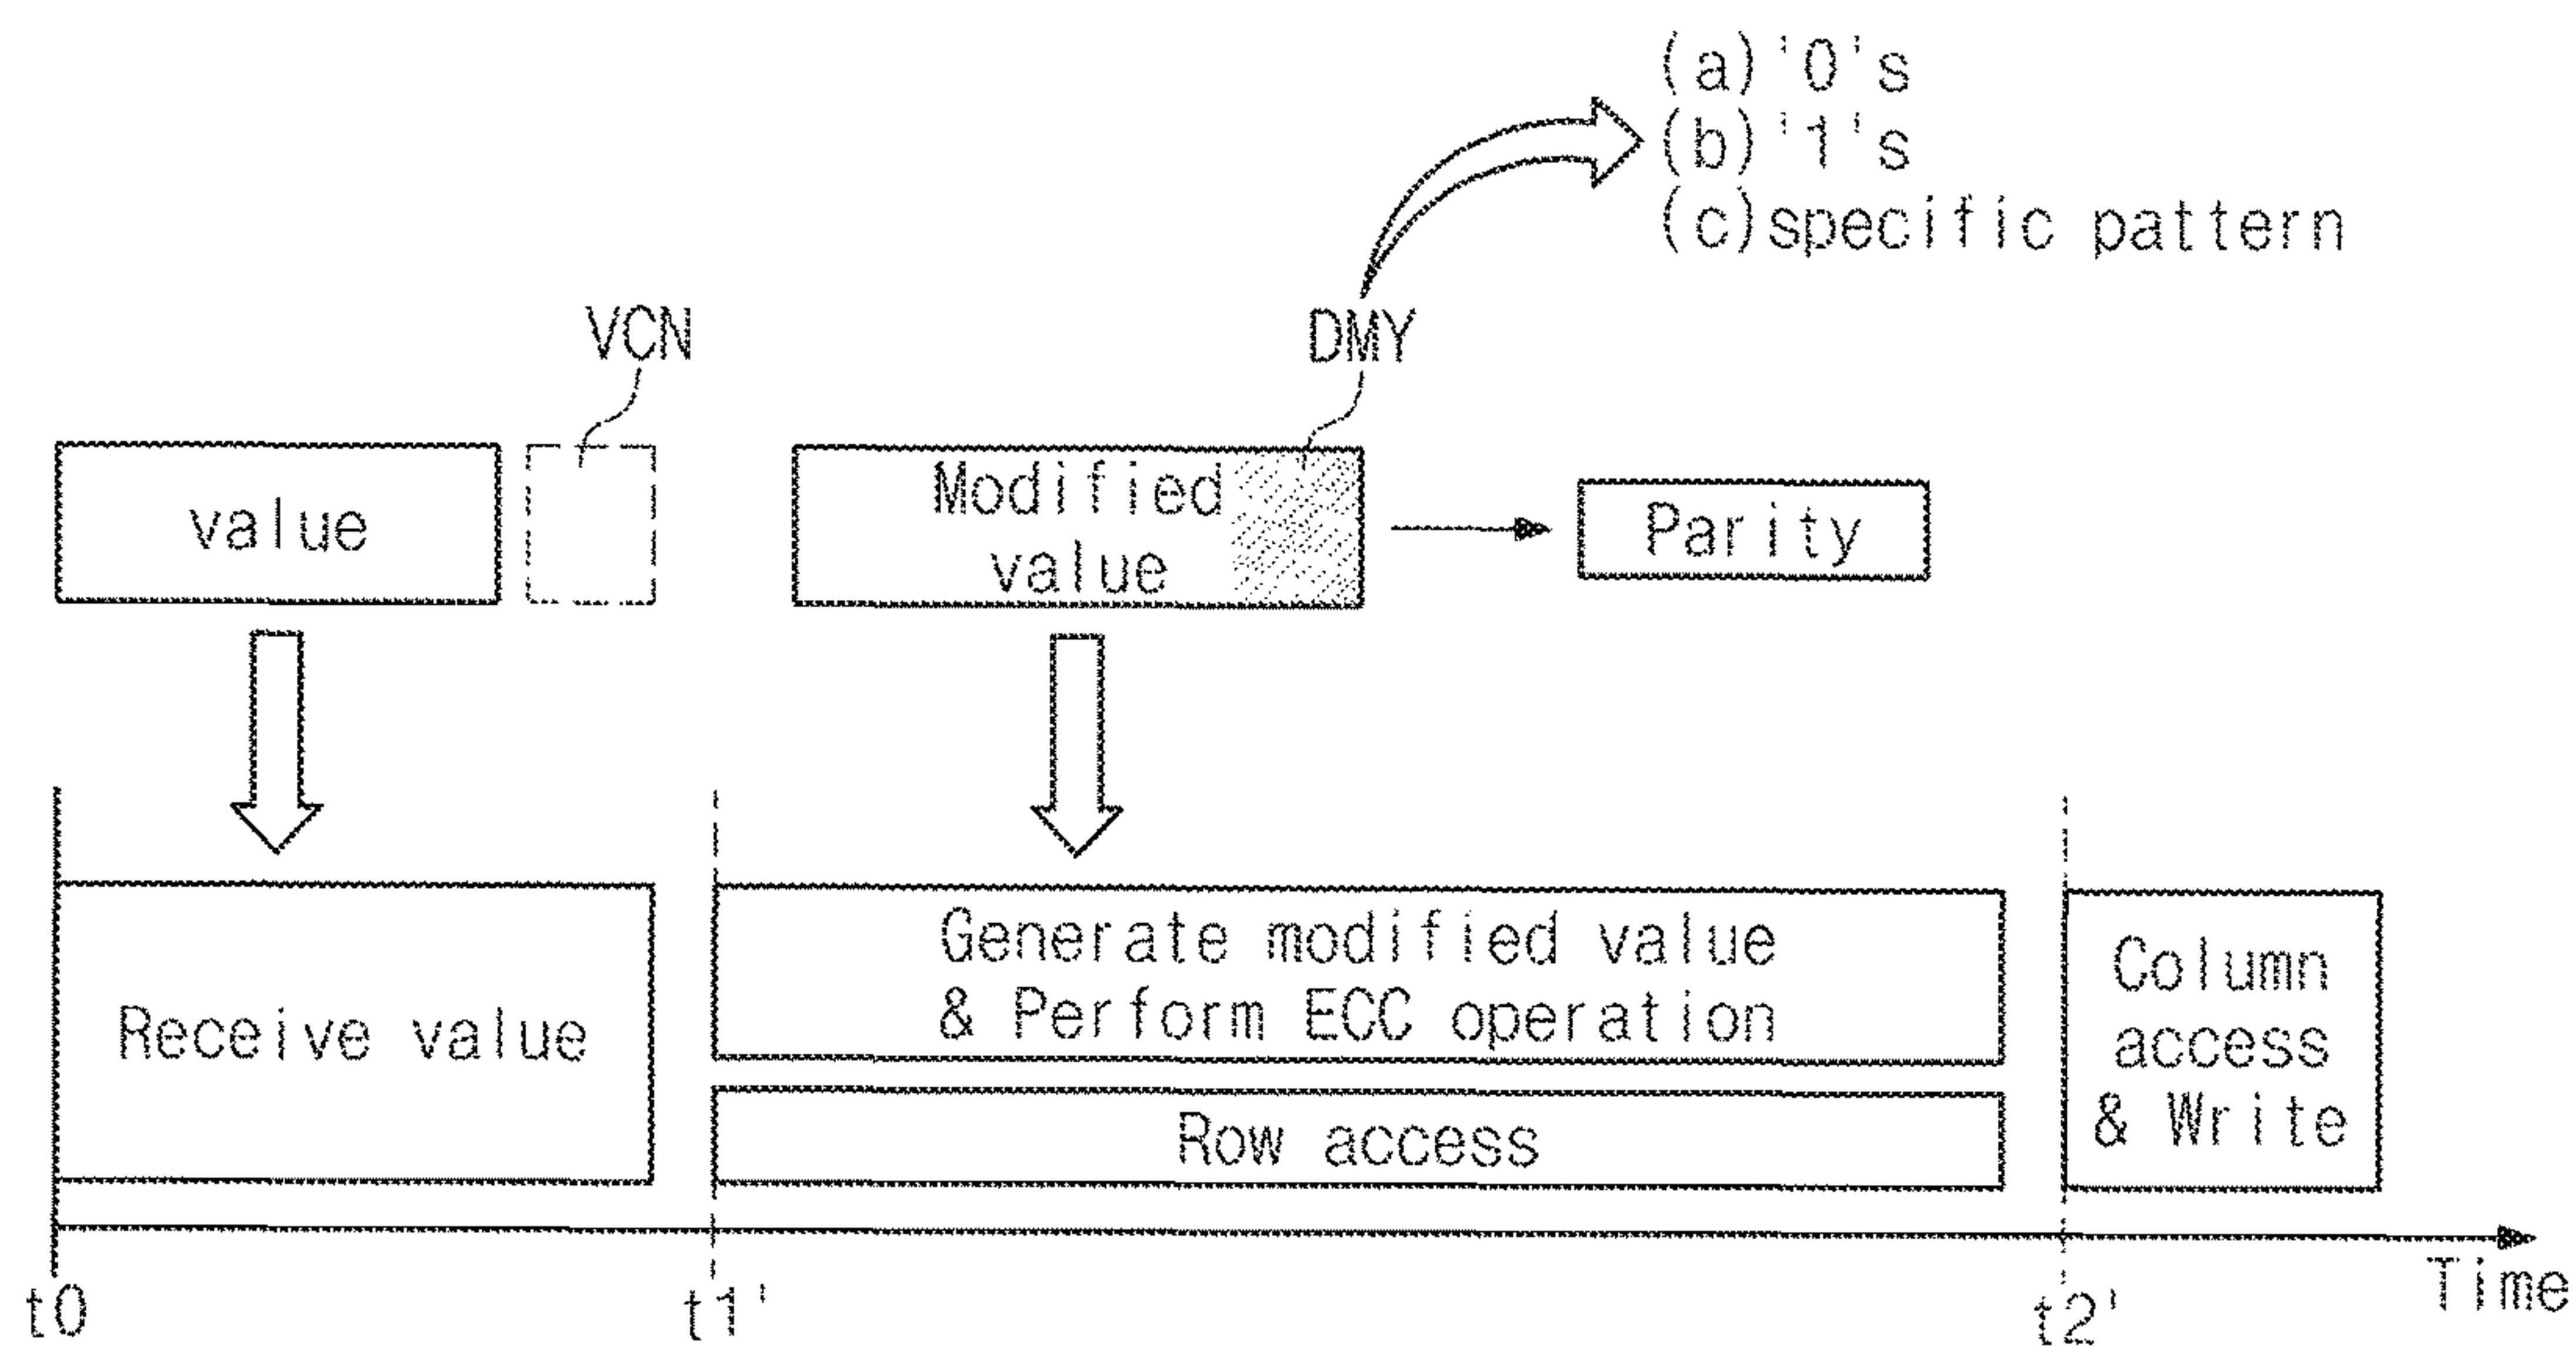 (a)'0's
(b)'1's
(c)specific pattern
VCN
DMY
value
Modified
value
Parity
Generate modified value
& Perform ECC operation
Receive value
Row access
Column
access
& Write
t0
t1'
t2'
Time